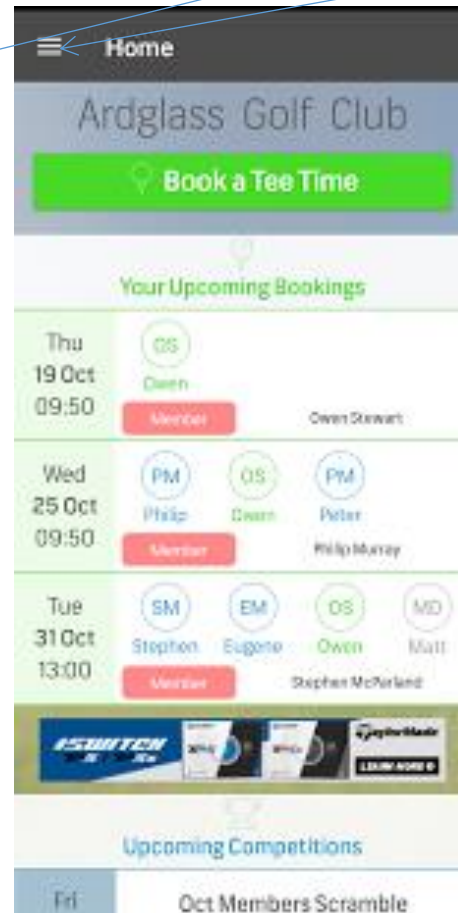 Home
Ardglass Golf Club
Book a Tee Time
Your Upcoming Bookings
Thu
19 Oct
09:50
OS
Owen
Member
Owen Stewart
Wed
25 Oct
09:50
PM
OS
PM
Philip
Owen
Peter
Member
Philip Murray
Tue
31 Oct
13:00
SM
EM
OS
MD
Stephen
Eugene
Owen
Matt
Member
Stephen McParland
ISWITCH
TaylorMade
LEARN MORE
Upcoming Competitions
Fri
Oct Members Scramble